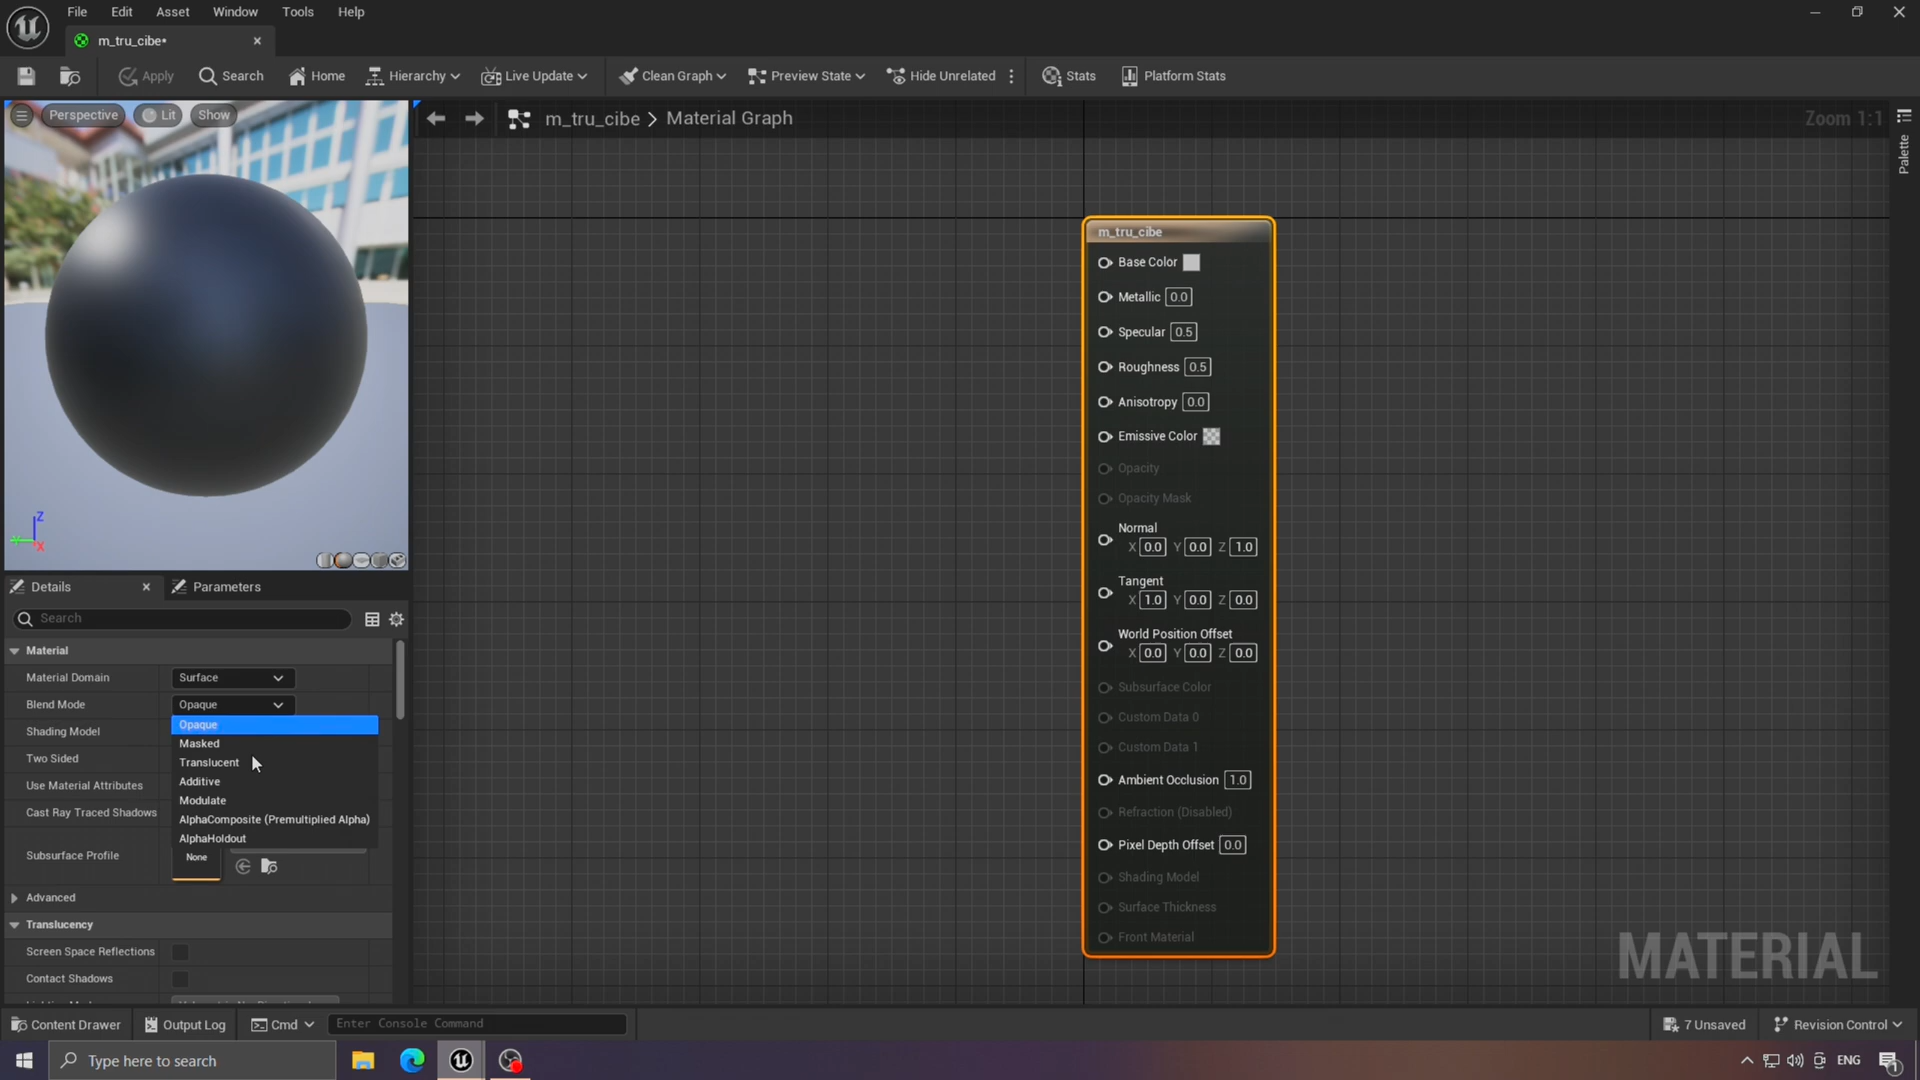 File Edit Asset Window Tools Help
m_tru_cibe•
Apply Search Home Hierarchy Live Update Clean Graph Preview State Hide Unrelated Stats Platform Stats
Perspective Lit Show
m_tru_cibe > Material Graph
Zoom 1:1
Palette
m_tru_cibe
Base Color
Metallic 0.0
Specular 0.5
Roughness 0.5
Anisotropy 0.0
Emissive Color
Opacity
Opacity Mask
Normal
X 0.0 Y 0.0 Z 1.0
Tangent
X 1.0 Y 0.0 Z 0.0
World Position Offset
X 0.0 Y 0.0 Z 0.0
Subsurface Color
Custom Data 0
Custom Data 1
Ambient Occlusion 1.0
Refraction (Disabled)
Pixel Depth Offset 0.0
Shading Model
Surface Thickness
Front Material
MATERIAL
Z
X
Details Parameters
Search
Material
Material Domain Surface
Blend Mode Opaque
Opaque
Shading Model
Masked
Two Sided
Translucent
Additive
Use Material Attributes
Modulate
Cast Ray Traced Shadows
AlphaComposite (Premultiplied Alpha)
AlphaHoldout
Subsurface Profile None
Advanced
Translucency
Screen Space Reflections
Contact Shadows
Content Drawer Output Log Cmd Enter Console Command 7 Unsaved Revision Control
Type here to search ENG 1